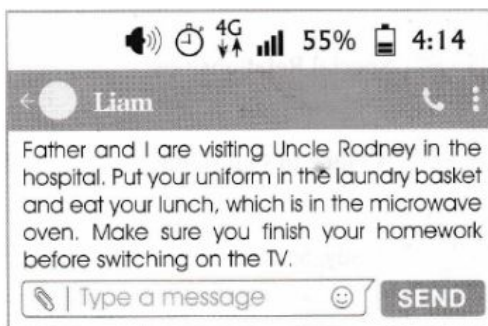 4G 55% 4:14
Liam
Father and I are visiting Uncle Rodney in the
hospital. Put your uniform in the laundry basket
and eat your lunch, which is in the microwave
oven. Make sure you finish your homework
before switching on the TV.
Type a message SEND